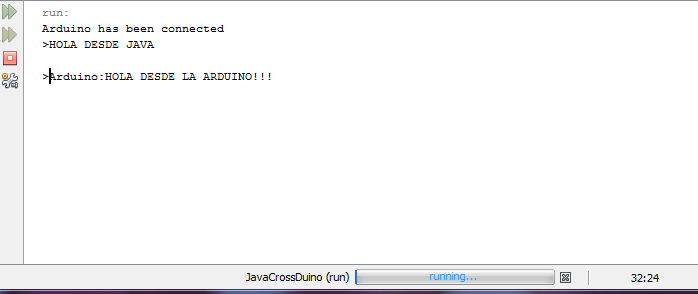 run:
Arduino has been connected
>HOLA DESDE JAVA
>Arduino:HOLA DESDE LA ARDUINO!!!
JavaCrossDuino (run) running... 32:24